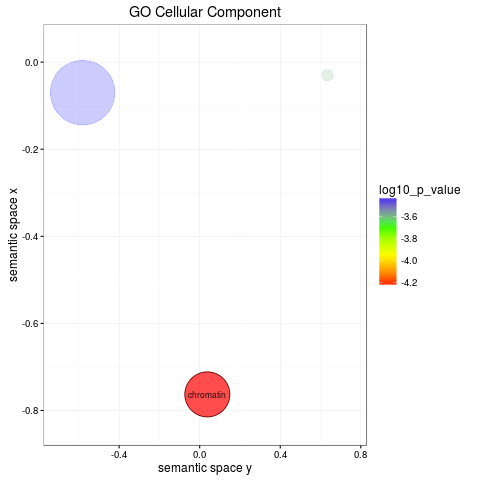 GO Cellular Component
0.0
-0.2
-0.4
-0.6
-0.8
semantic space x
chromatin
-0.4
0.0
0.4
0.8
semantic space y
log10_p_value
-3.6
-3.8
-4.0
-4.2